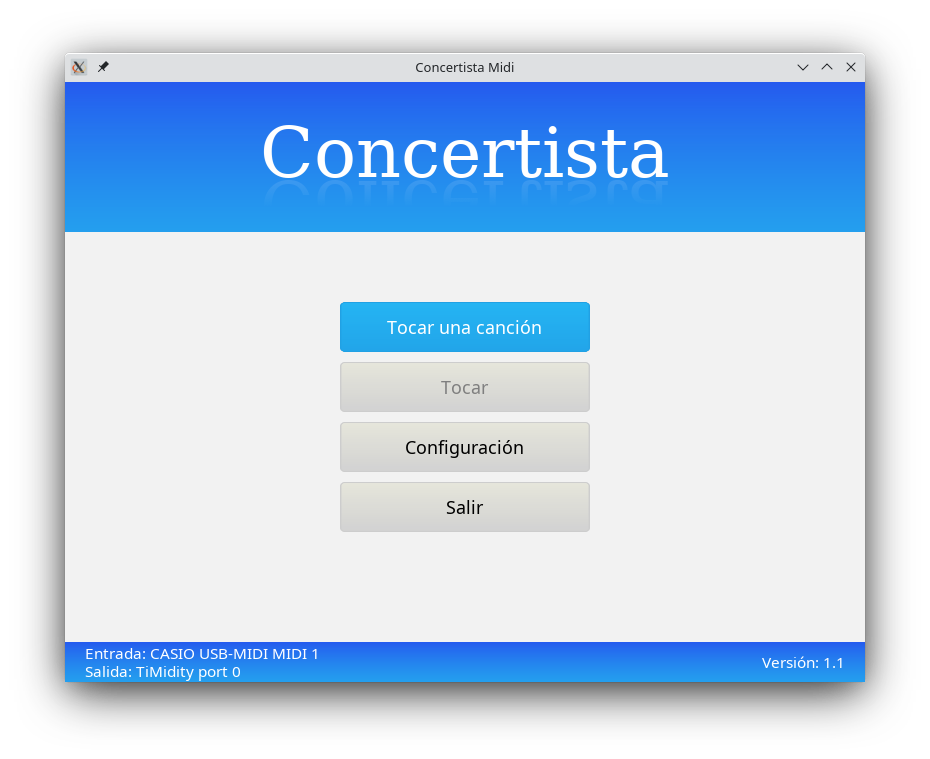 Concertista Midi
Concertista
Tocar una canción
Tocar
Configuración
Salir
Entrada: CASIO USB-MIDI MIDI 1
Salida: TiMidity port 0
Versión: 1.1